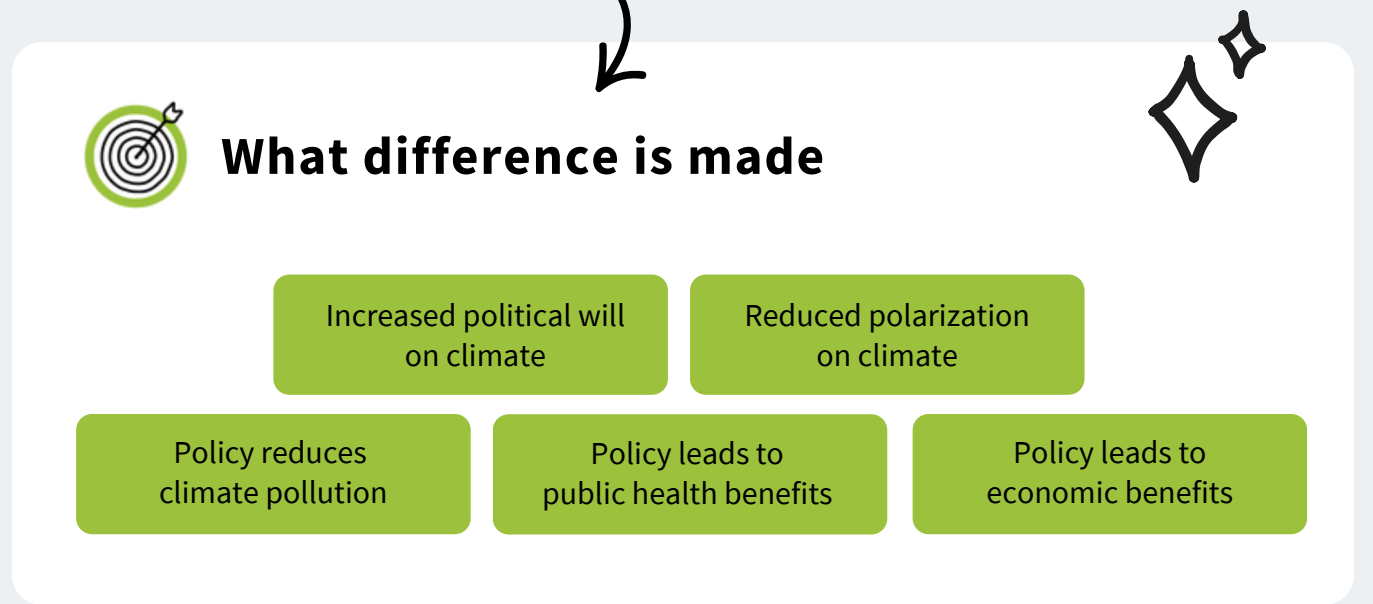 What difference is made
Increased political will
on climate
Reduced polarization
on climate
Policy reduces
climate pollution
Policy leads to
public health benefits
Policy leads to
economic benefits